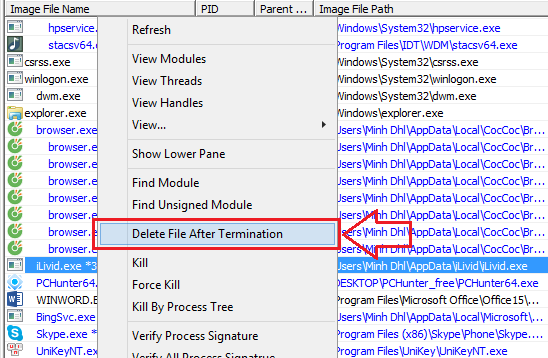 Image File Name PID Parent ... Image File Path
hpservice. Windows\System32\hpservice.exe
stacsv64.e Program Files\IDT\WDM\stacsv64.exe
csrss.exe Windows\System32\csrss.exe
winlogon.exe Windows\System32\winlogon.exe
dwm.exe Windows\System32\dwm.exe
explorer.exe Windows\explorer.exe
browser.exe Users\Minh Dhl\AppData\Local\CocCoc\Br...
browser.e Users\Minh Dhl\AppData\Local\CocCoc\Br...
browser.e Users\Minh Dhl\AppData\Local\CocCoc\Br...
browser.e Users\Minh Dhl\AppData\Local\CocCoc\Br...
browser.e Users\Minh Dhl\AppData\Local\CocCoc\Br...
browser.e Users\Minh Dhl\AppData\Local\CocCoc\Br...
browser.e Users\Minh Dhl\AppData\Local\CocCoc\Br...
iLivid.exe *3 Users\Minh Dhl\AppData\iLivid\iLivid.exe
PCHunter64.e DESKTOP\PCHunter_free\PCHunter64.exe
WINWORD.E Program Files\Microsoft Office\Office15\...
BingSvc.exe Users\Minh Dhl\AppData\Local\Microsoft\...
Skype.exe * Program Files (x86)\Skype\Phone\Skype...
UniKeyNT.ex Program Files\UniKey\UniKeyNT.exe
Refresh
View Modules
View Threads
View Handles
View...
Show Lower Pane
Find Module
Find Unsigned Module
Delete File After Termination
Kill
Force Kill
Kill By Process Tree
Verify Process Signature
Verify All Process Signature